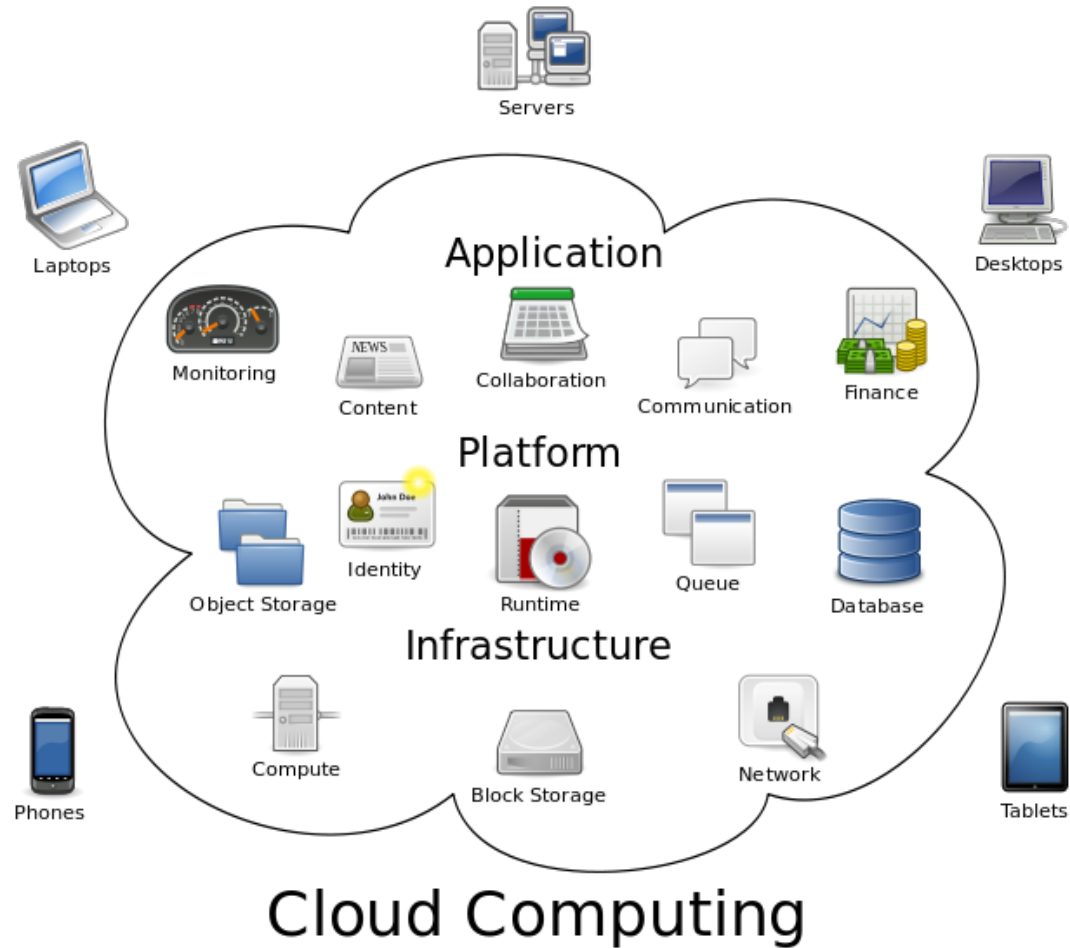 Servers
Laptops
Desktops
Application
Monitoring
NEWS
Content
Collaboration
Communication
Finance
Platform
John Doe
Object Storage
Identity
Runtime
Queue
Database
Infrastructure
Compute
Block Storage
Network
Phones
Tablets
Cloud Computing